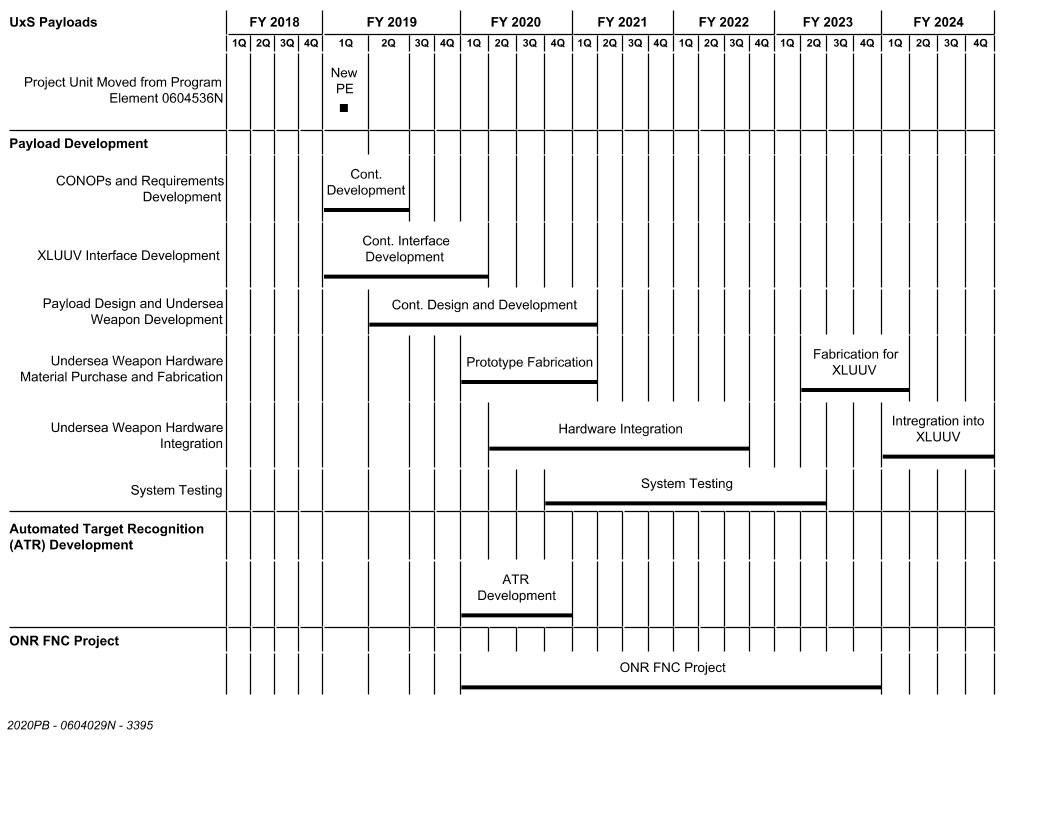 UxS Payloads FY 2018 FY 2019 FY 2020 FY 2021 FY 2022 FY 2023 FY 2024
1Q 2Q 3Q 4Q 1Q 2Q 3Q 4Q 1Q 2Q 3Q 4Q 1Q 2Q 3Q 4Q 1Q 2Q 3Q 4Q 1Q 2Q 3Q 4Q 1Q 2Q 3Q 4Q
Project Unit Moved from Program
Element 0604536N
New
PE
Payload Development
CONOPs and Requirements
Development
Cont.
Development
XLUUV Interface Development
Cont. Interface
Development
Payload Design and Undersea
Weapon Development
Cont. Design and Development
Undersea Weapon Hardware
Material Purchase and Fabrication
Prototype Fabrication
Fabrication for
XLUUV
Undersea Weapon Hardware
Integration
Hardware Integration
Intregration into
XLUUV
System Testing
System Testing
Automated Target Recognition
(ATR) Development
ATR
Development
ONR FNC Project
ONR FNC Project
2020PB - 0604029N - 3395